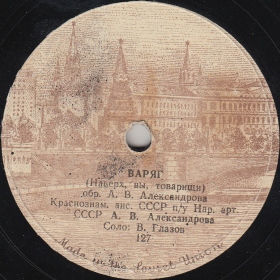 ВАРЯГ
(Наверх, вы, товарищи)
обр. А. В. Александрова
Краснознам. анс. СССР п/у Нар. арт.
СССР А. В. Александрова
Соло: В. Глазов
127
Made in the Soviet Union